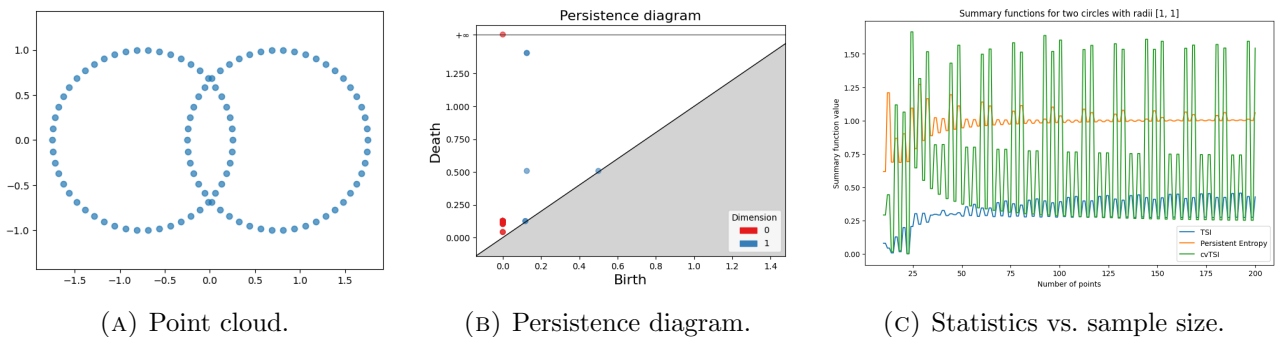 1.0
0.5
0.0
−0.5
−1.0
−1.5 −1.0 −0.5 0.0 0.5 1.0 1.5
(A) Point cloud.
Persistence diagram
+∞
1.250
1.000
0.750
0.500
0.250
0.000
Death
0.0 0.2 0.4 0.6 0.8 1.0 1.2 1.4
Birth
Dimension
0
1
(B) Persistence diagram.
Summary functions for two circles with radii [1, 1]
1.50
1.25
1.00
0.75
0.50
0.25
0.00
Summary function value
25 50 75 100 125 150 175 200
Number of points
TSI
Persistent Entropy
cvTSI
(C) Statistics vs. sample size.